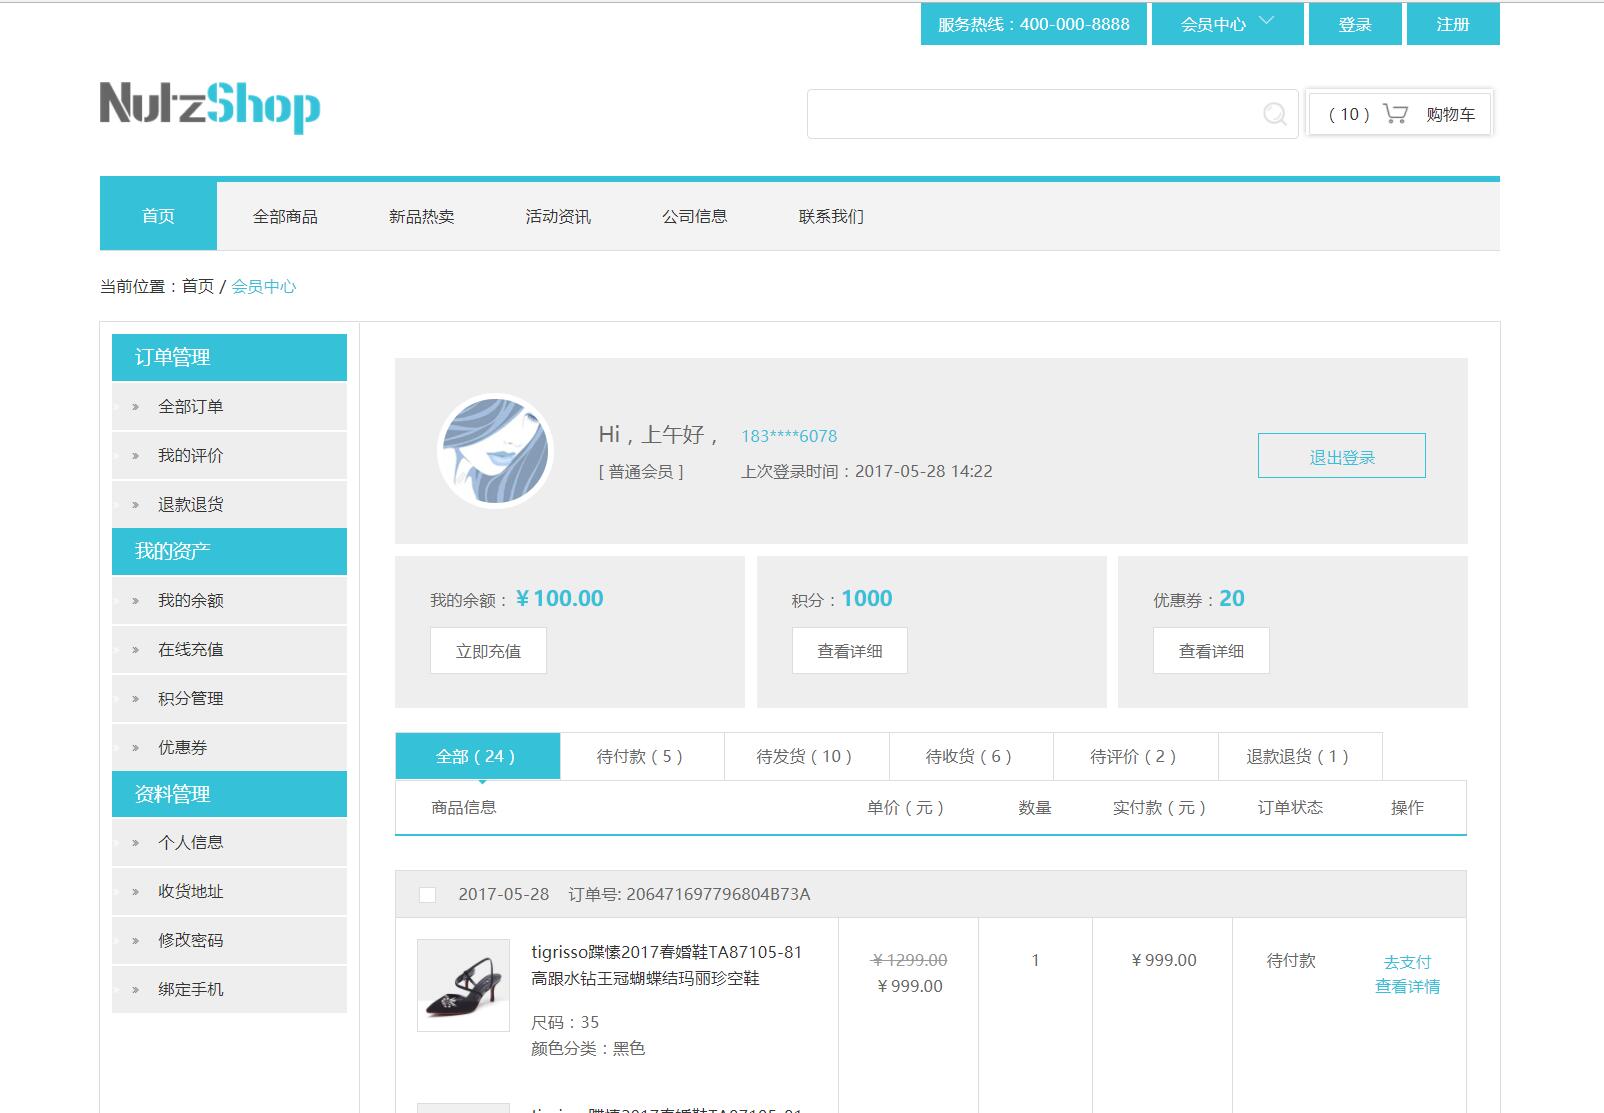 服务热线：400-000-8888 会员中心 登录 注册
NutzShop
( 10 ) 购物车
首页 全部商品 新品热卖 活动资讯 公司信息 联系我们
当前位置：首页 / 会员中心
订单管理
» 全部订单
» 我的评价
» 退款退货
我的资产
» 我的余额
» 在线充值
» 积分管理
» 优惠券
资料管理
» 个人信息
» 收货地址
» 修改密码
» 绑定手机
Hi，上午好， 183****6078
[ 普通会员 ] 上次登录时间：2017-05-28 14:22
退出登录
我的余额：￥100.00
立即充值
积分：1000
查看详细
优惠券：20
查看详细
全部（24） 待付款（5） 待发货（10） 待收货（6） 待评价（2） 退款退货（1）
商品信息 单价（元） 数量 实付款（元） 订单状态 操作
2017-05-28 订单号: 206471697796804B73A
tigrisso蹀愫2017春婚鞋TA87105-81
高跟水钻王冠蝴蝶结玛丽珍空鞋
尺码：35
颜色分类：黑色
￥1299.00
￥999.00
1
￥999.00
待付款
去支付
查看详情